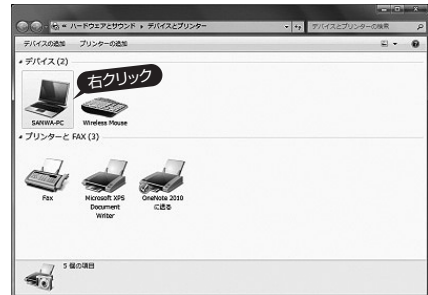 « ハードウェアとサウンド ▸ デバイスとプリンター
デバイスとプリンターの検索
デバイスの追加 プリンターの追加
デバイス (2)
右クリック
SANWA-PC
Wireless Mouse
プリンターと FAX (3)
Fax
Microsoft XPS
Document
Writer
OneNote 2010
に送る
5 個の項目